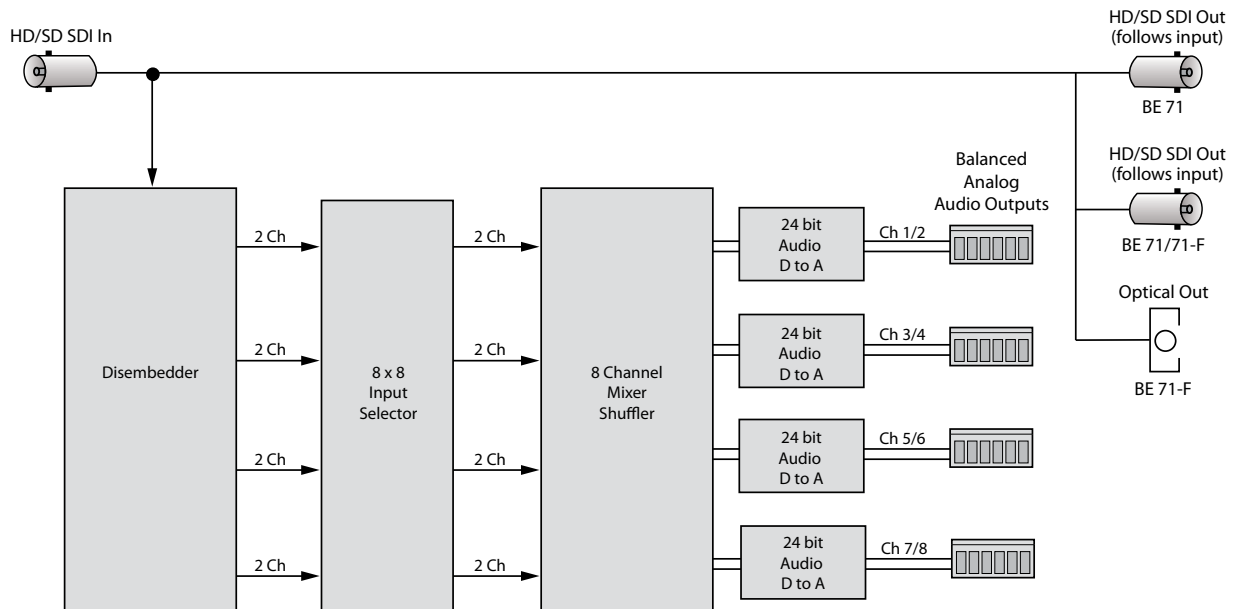 HD/SD SDI In
HD/SD SDI Out
(follows input)
BE 71
HD/SD SDI Out
(follows input)
BE 71/71-F
Optical Out
BE 71-F
Balanced
Analog
Audio Outputs
Disembedder
2 Ch
2 Ch
2 Ch
2 Ch
8 x 8
Input
Selector
2 Ch
2 Ch
2 Ch
2 Ch
8 Channel
Mixer
Shuffler
24 bit
Audio
D to A
Ch 1/2
24 bit
Audio
D to A
Ch 3/4
24 bit
Audio
D to A
Ch 5/6
24 bit
Audio
D to A
Ch 7/8